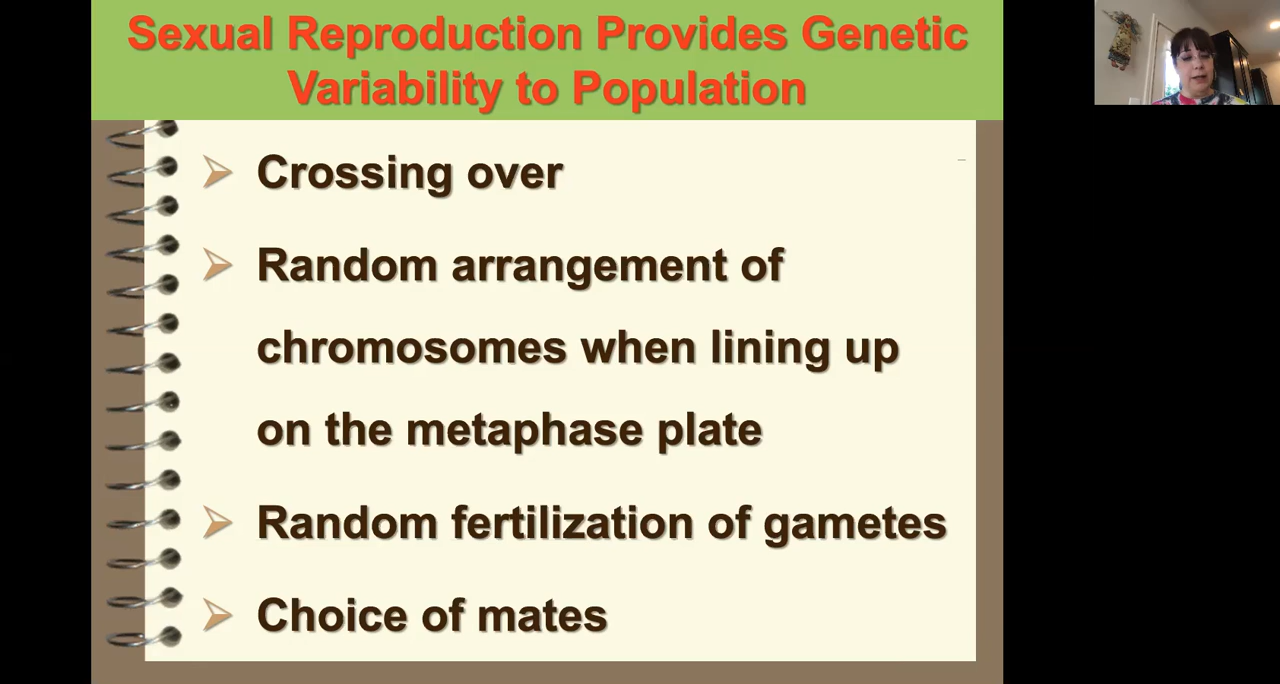 Sexual Reproduction Provides Genetic
Variability to Population
Crossing over
Random arrangement of
chromosomes when lining up
on the metaphase plate
Random fertilization of gametes
Choice of mates